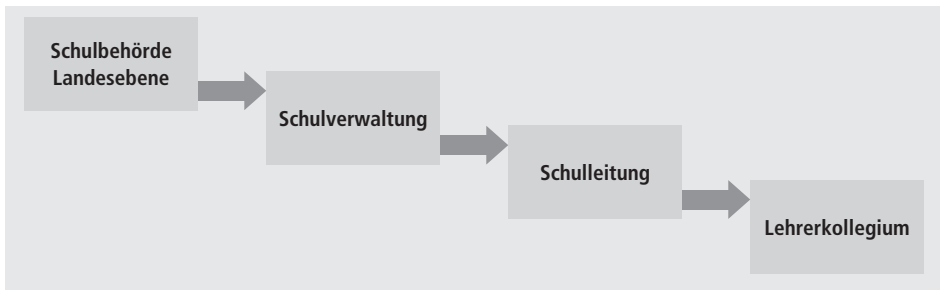 Schulbehörde
Landesebene
Schulverwaltung
Schulleitung
Lehrerkollegium